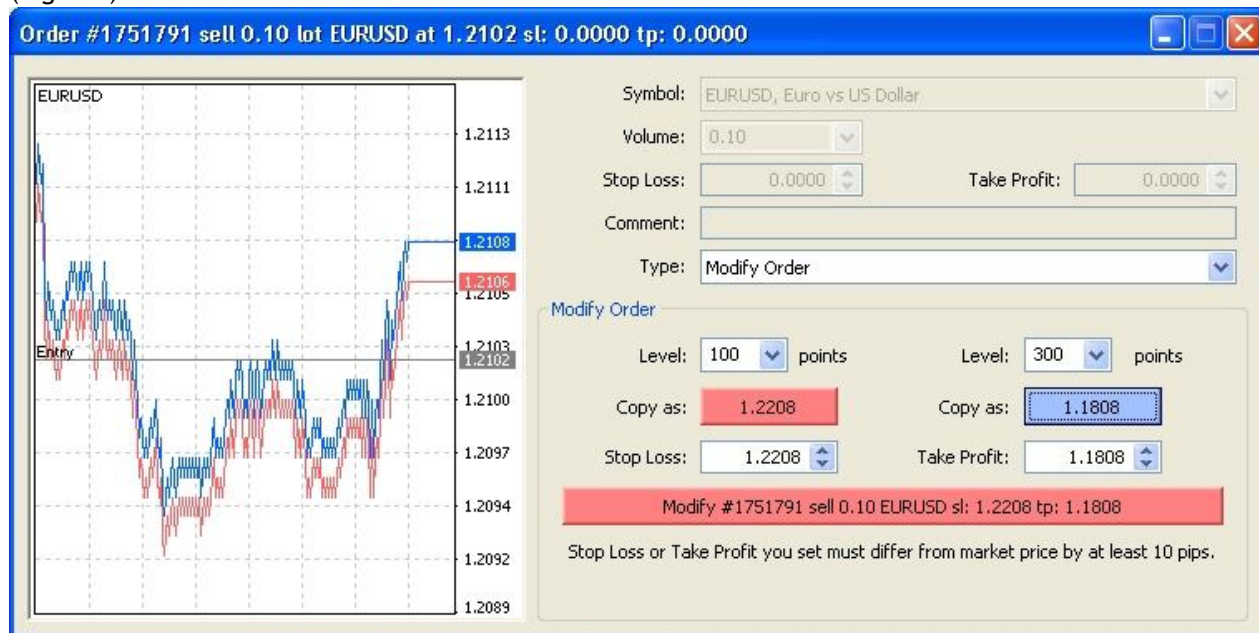 Order #1751791 sell 0.10 lot EURUSD at 1.2102 sl: 0.0000 tp: 0.0000
EURUSD
1.2113
1.2111
1.2108
1.2106
1.2105
Entry
1.2103
1.2102
1.2100
1.2097
1.2094
1.2092
1.2089
Symbol: EURUSD, Euro vs US Dollar
Volume: 0.10
Stop Loss: 0.0000 Take Profit: 0.0000
Comment:
Type: Modify Order
Modify Order
Level: 100 points Level: 300 points
Copy as: 1.2208 Copy as: 1.1808
Stop Loss: 1.2208 Take Profit: 1.1808
Modify #1751791 sell 0.10 EURUSD sl: 1.2208 tp: 1.1808
Stop Loss or Take Profit you set must differ from market price by at least 10 pips.